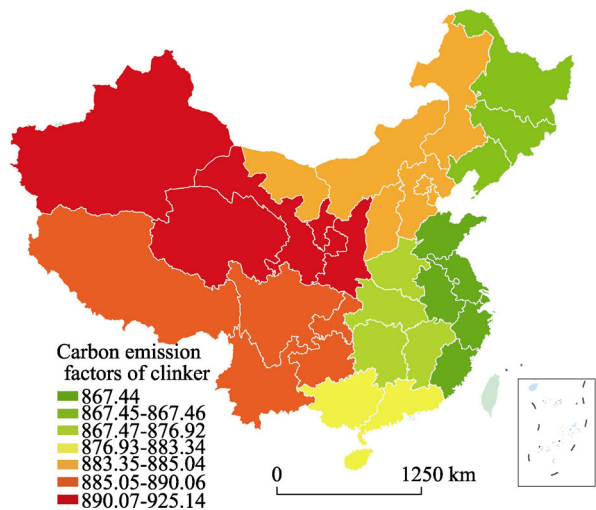 Carbon emission
factors of clinker
867.44
867.45-867.46
867.47-876.92
876.93-883.34
883.35-885.04
885.05-890.06
890.07-925.14
0 1250 km